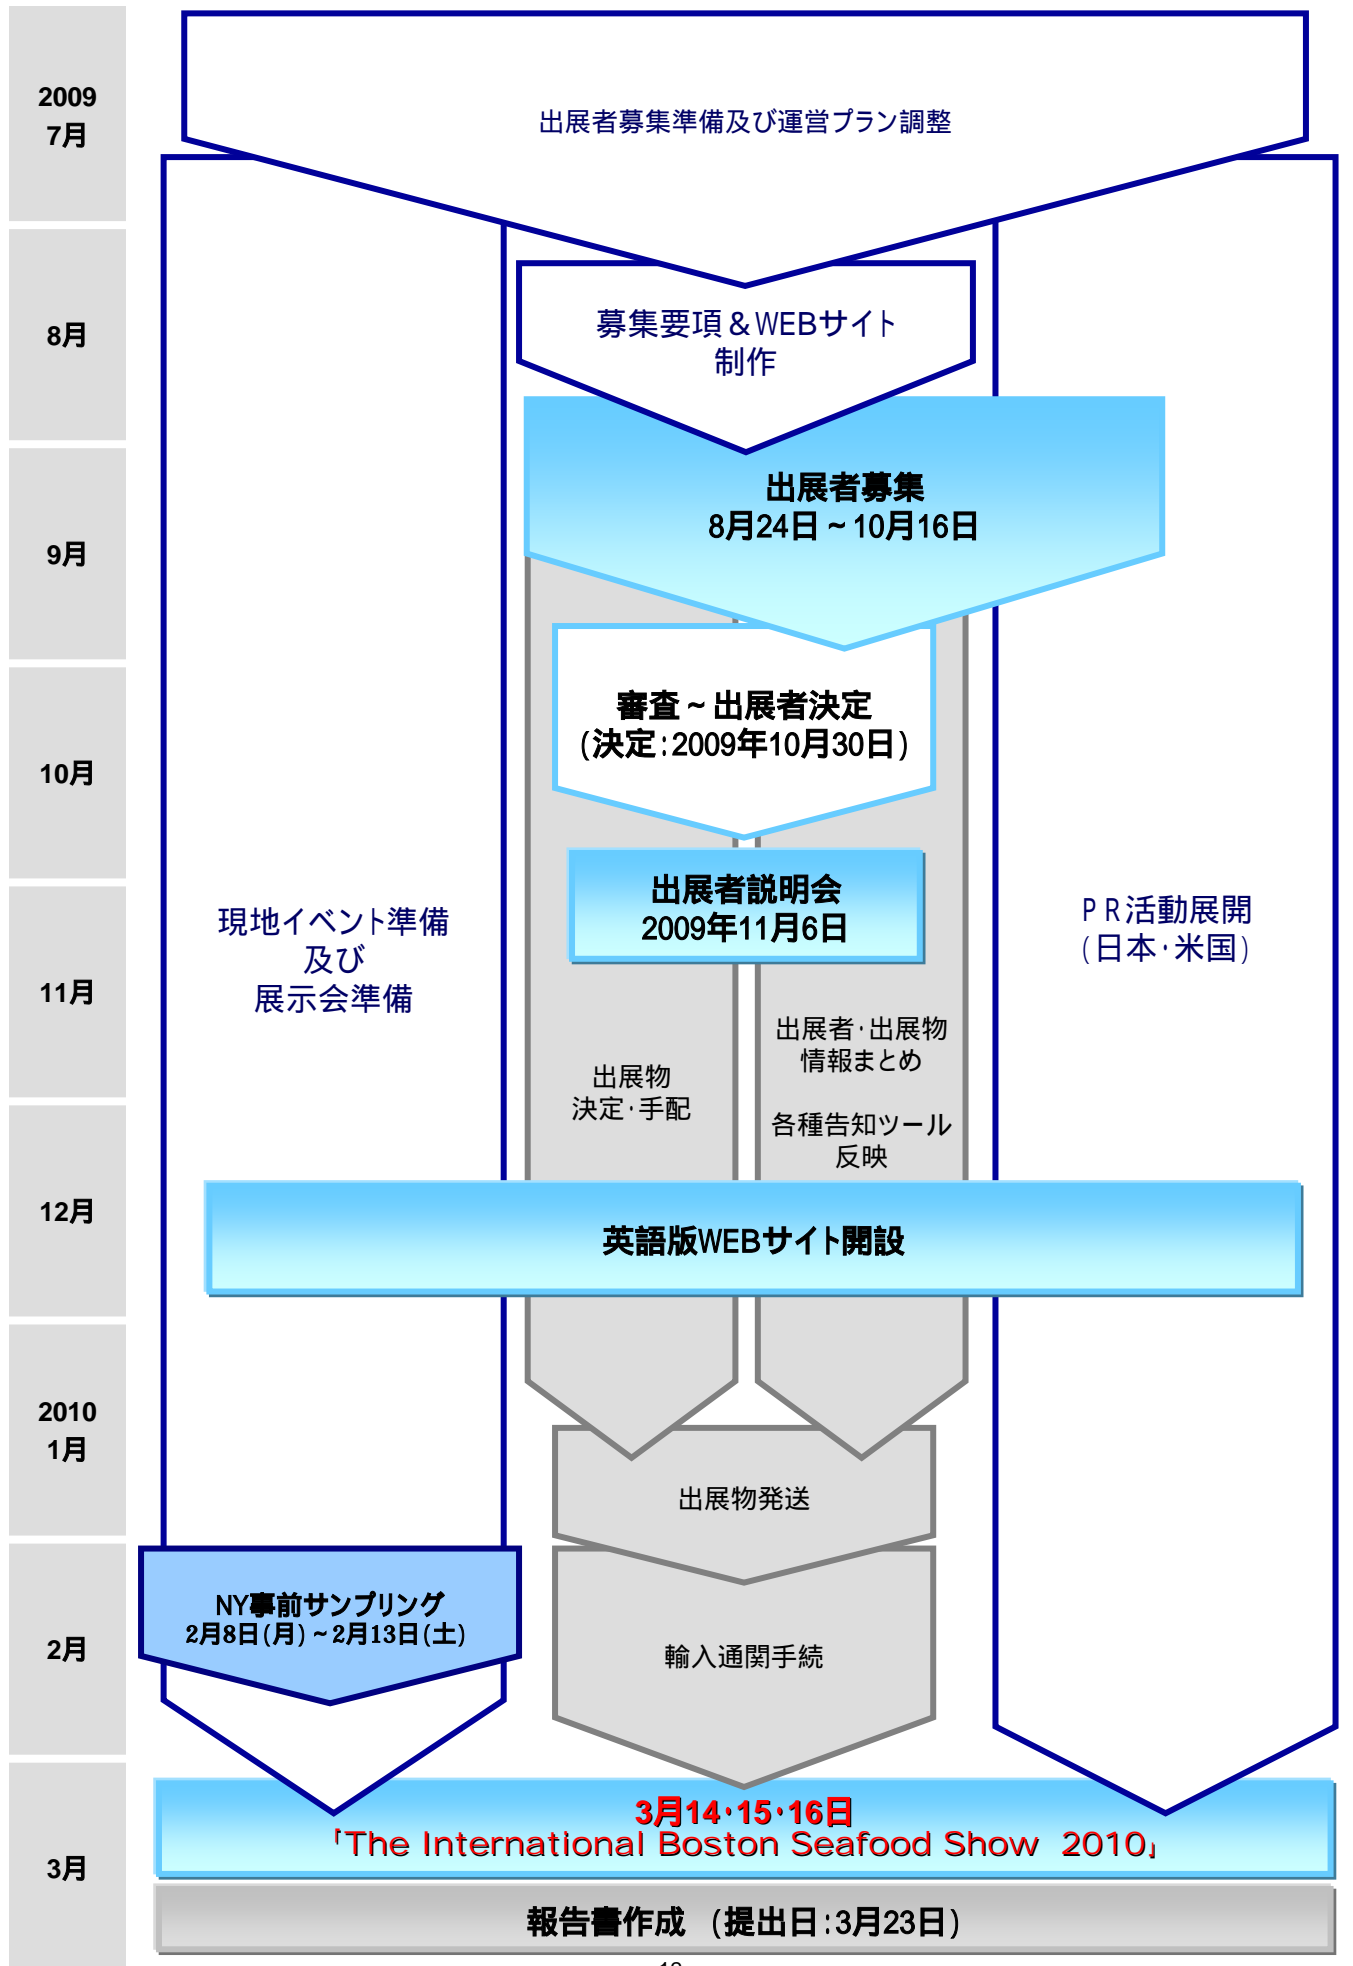 2009
7月
出展者募集準備及び運営プラン調整
8月
募集要項＆WEBサイト
制作
出展者募集
8月24日～10月16日
9月
審査～出展者決定
(決定:2009年10月30日)
10月
出展者説明会
2009年11月6日
現地イベント準備
及び
展示会準備
PR活動展開
(日本・米国)
11月
出展者・出展物
情報まとめ
各種告知ツール
反映
出展物
決定・手配
12月
英語版WEBサイト開設
2010
1月
出展物発送
NY事前サンプリング
2月8日(月)～2月13日(土)
2月
輸入通関手続
3月14・15・16日
「The International Boston Seafood Show 2010」
3月
報告書作成 (提出日:3月23日)